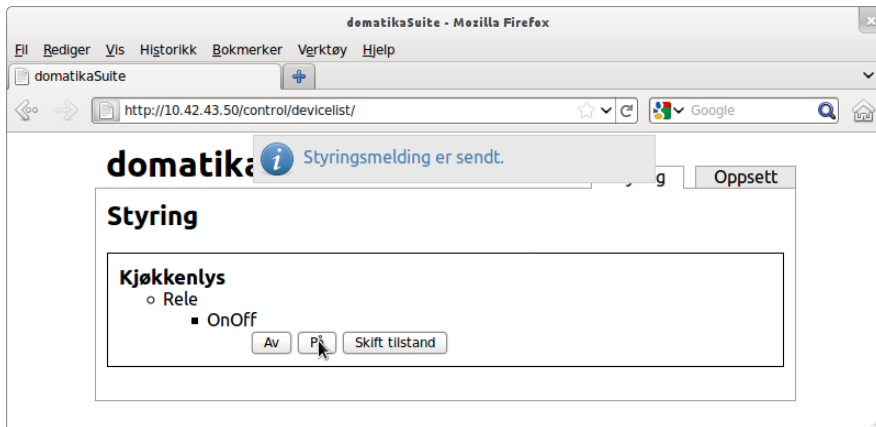 domatikaSuite - Mozilla Firefox
Fil Rediger Vis Historikk Bokmerker Verktøy Hjelp
domatikaSuite
http://10.42.43.50/control/devicelist/ Google
Styringsmelding er sendt.
Oppsett
Styring
Kjøkkenlys
Rele
OnOff
Av På Skift tilstand